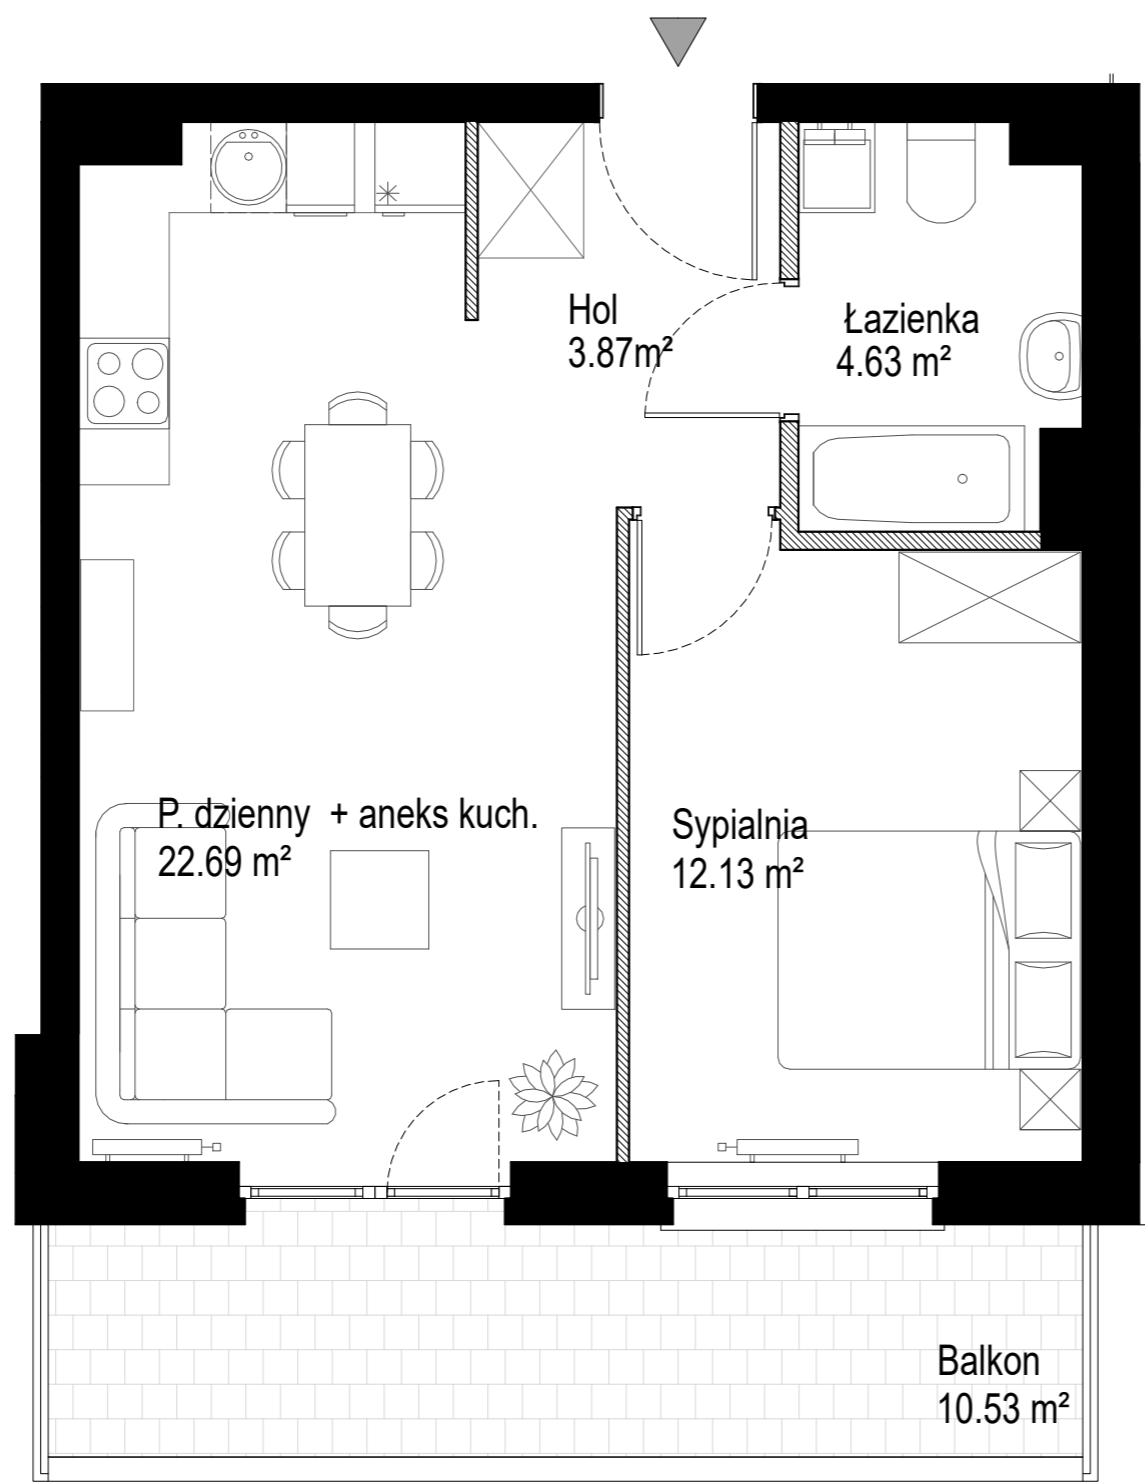 Hol
3.87m²
Łazienka
4.63 m²
P. dzienny + aneks kuch.
22.69 m²
Sypialnia
12.13 m²
Balkon
10.53 m²